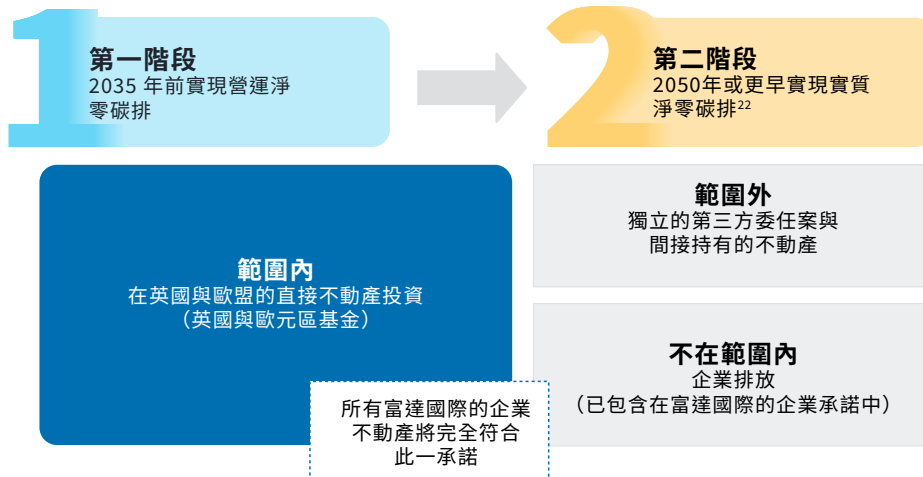 1
第一階段
2035 年前實現營運淨
零碳排
2
第二階段
2050年或更早實現實質
淨零碳排22
範圍內
在英國與歐盟的直接不動產投資
（英國與歐元區基金）
範圍外
獨立的第三方委任案與
間接持有的不動產
不在範圍內
企業排放
（已包含在富達國際的企業承諾中）
所有富達國際的企業
不動產將完全符合
此一承諾